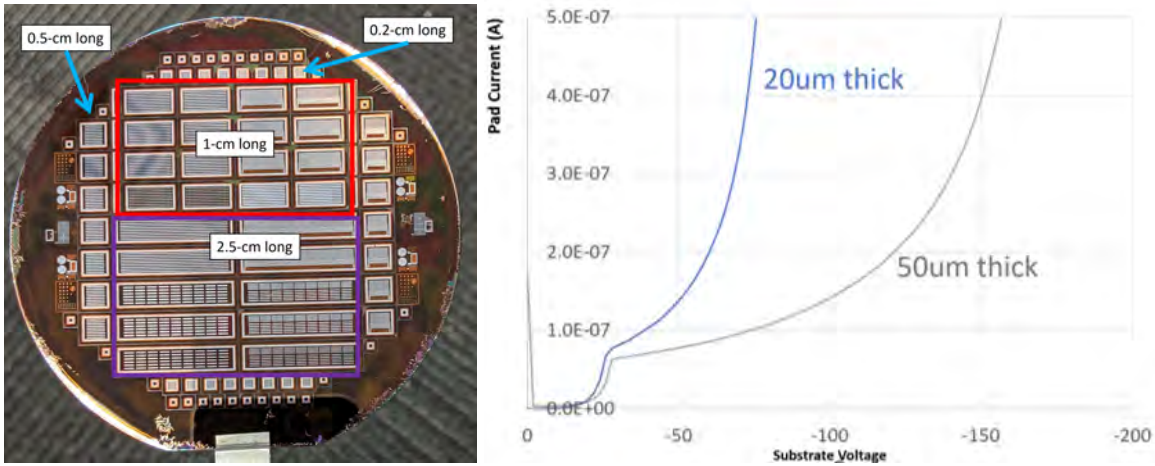 0.5-cm long
0.2-cm long
1-cm long
2.5-cm long
Pad Current (A)
5.0E-07
4.0E-07
3.0E-07
2.0E-07
1.0E-07
0.0E+00
20um thick
50um thick
0
-50
-100
-150
-200
Substrate_Voltage